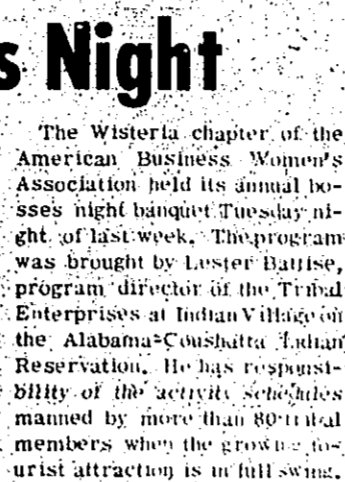 s Night
The Wisteria chapter of the
American Business Women's
Association held its annual bo-
sses night banquet Tuesday ni-
ght of last week. The program
was brought by Lester Battise,
program director of the Tribal
Enterprises at Indian Village on
the Alabama-Coushatta Indian
Reservation. He has responsi-
bility of the activity schedules
manned by more than 80 tribal
members when the growing to-
urist attraction is in full swing.